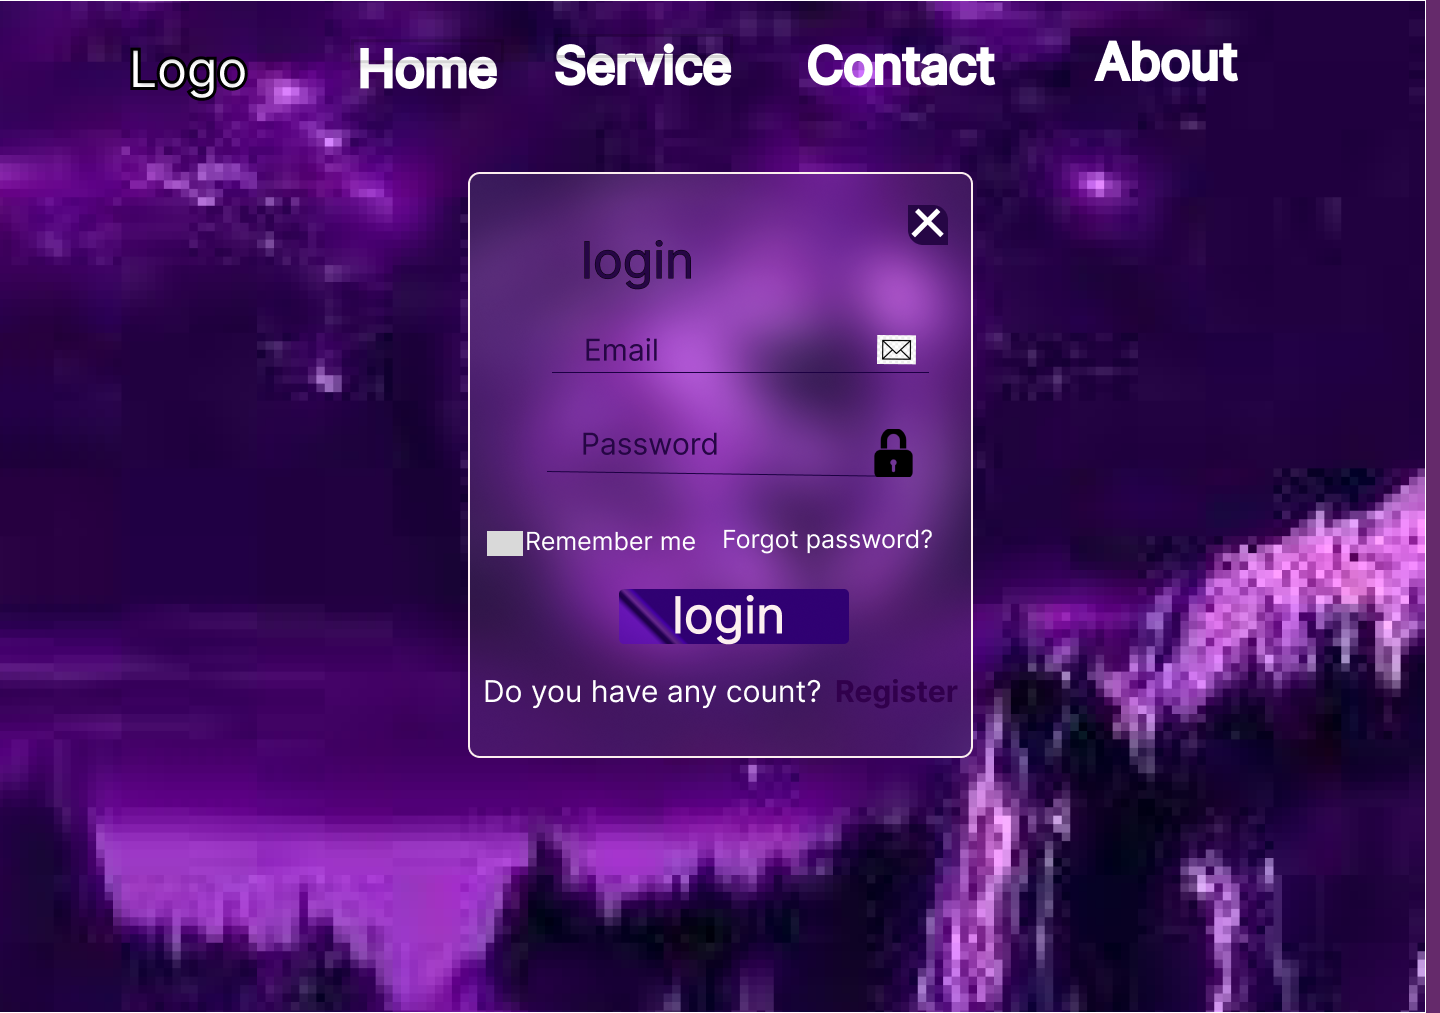 Logo Home Service Contact About
login
Email
Password
Remember me Forgot password?
login
Do you have any count? Register